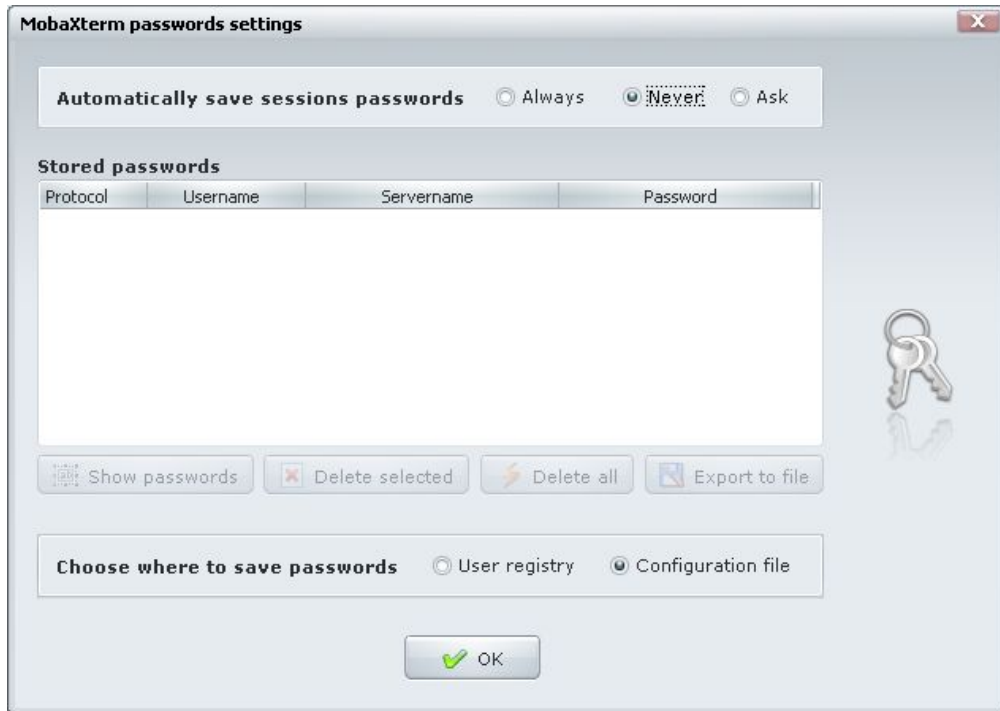 MobaXterm passwords settings
Automatically save sessions passwords Always Never Ask
Stored passwords
Protocol Username Servername Password
Show passwords Delete selected Delete all Export to file
Choose where to save passwords User registry Configuration file
OK